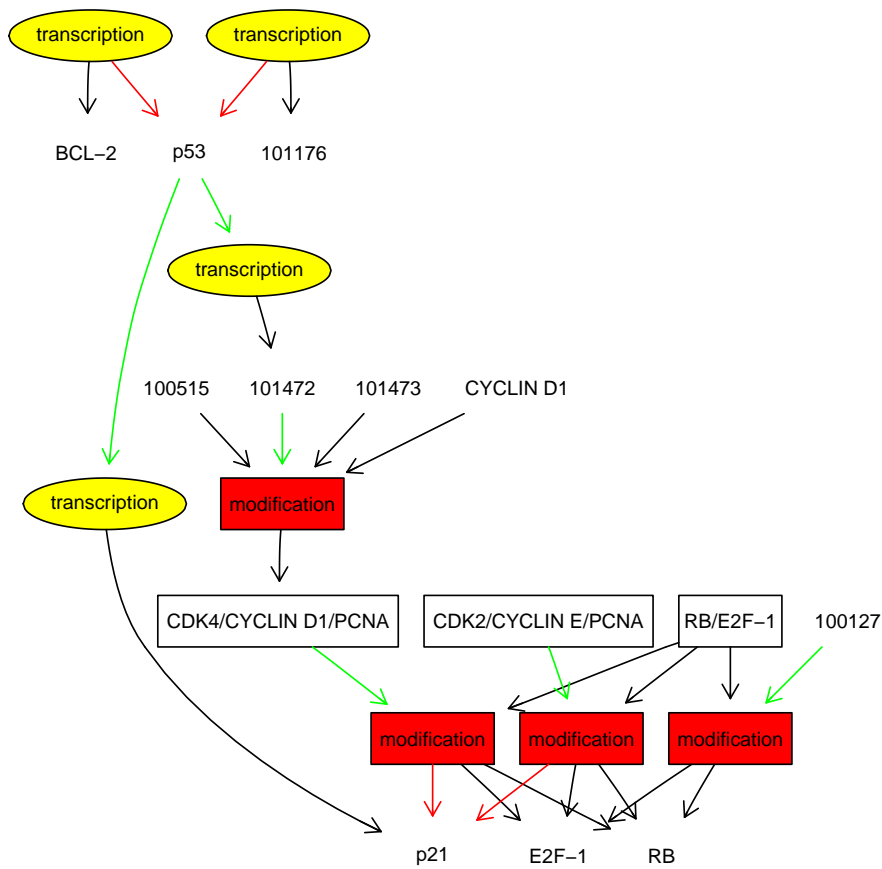 transcription
transcription
BCL−2
p53
101176
transcription
100515
101472
101473
CYCLIN D1
transcription
modification
CDK4/CYCLIN D1/PCNA
CDK2/CYCLIN E/PCNA
RB/E2F−1
100127
modification
modification
modification
p21
E2F−1
RB